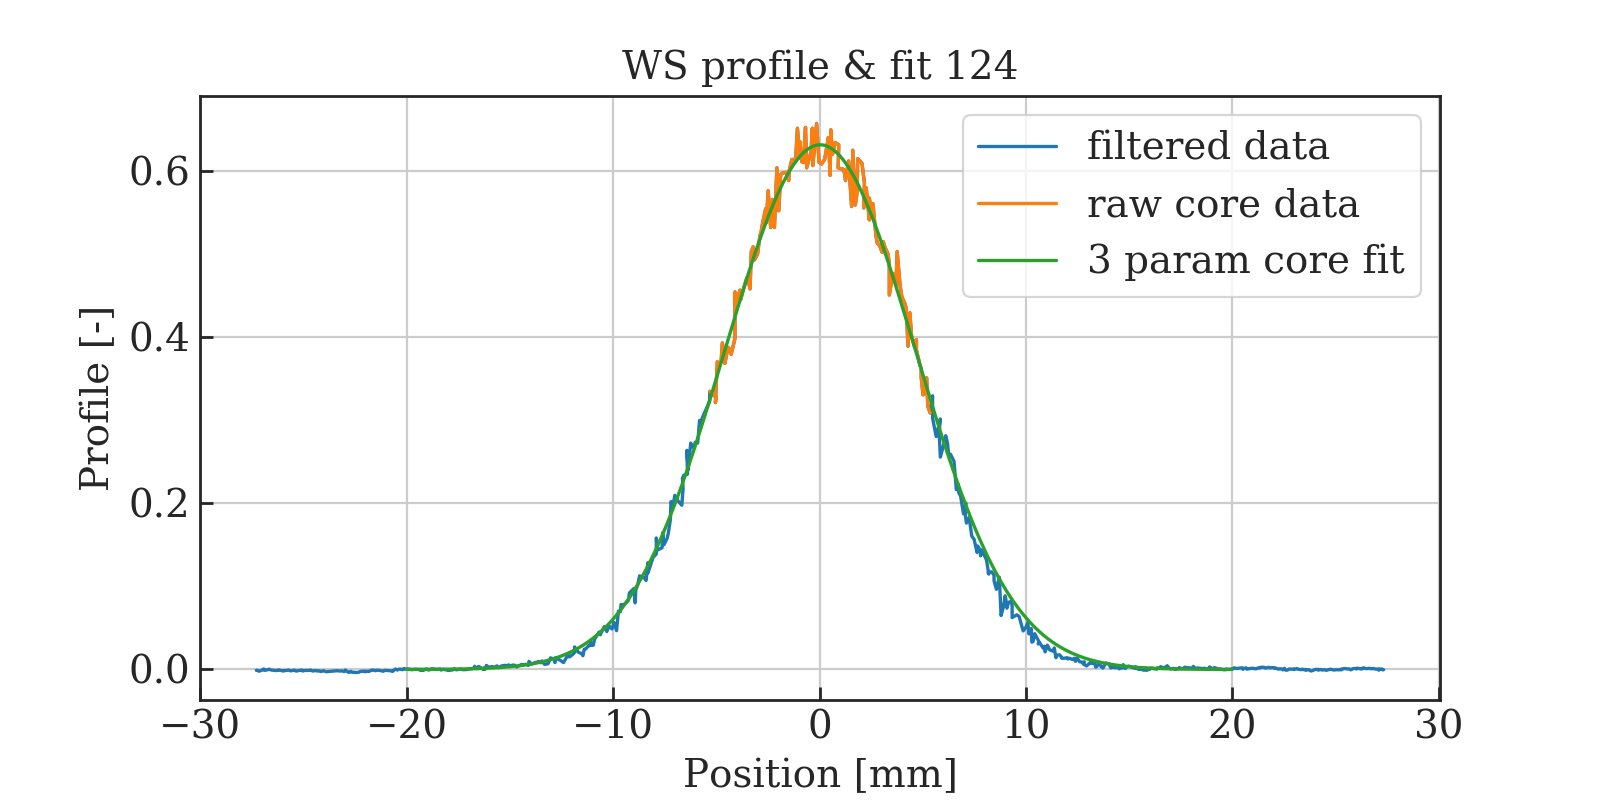 WS profile & fit 124
filtered data
raw core data
3 param core fit
Profile [-]
0.6
0.4
0.2
0.0
−30
−20
−10
0
10
20
30
Position [mm]